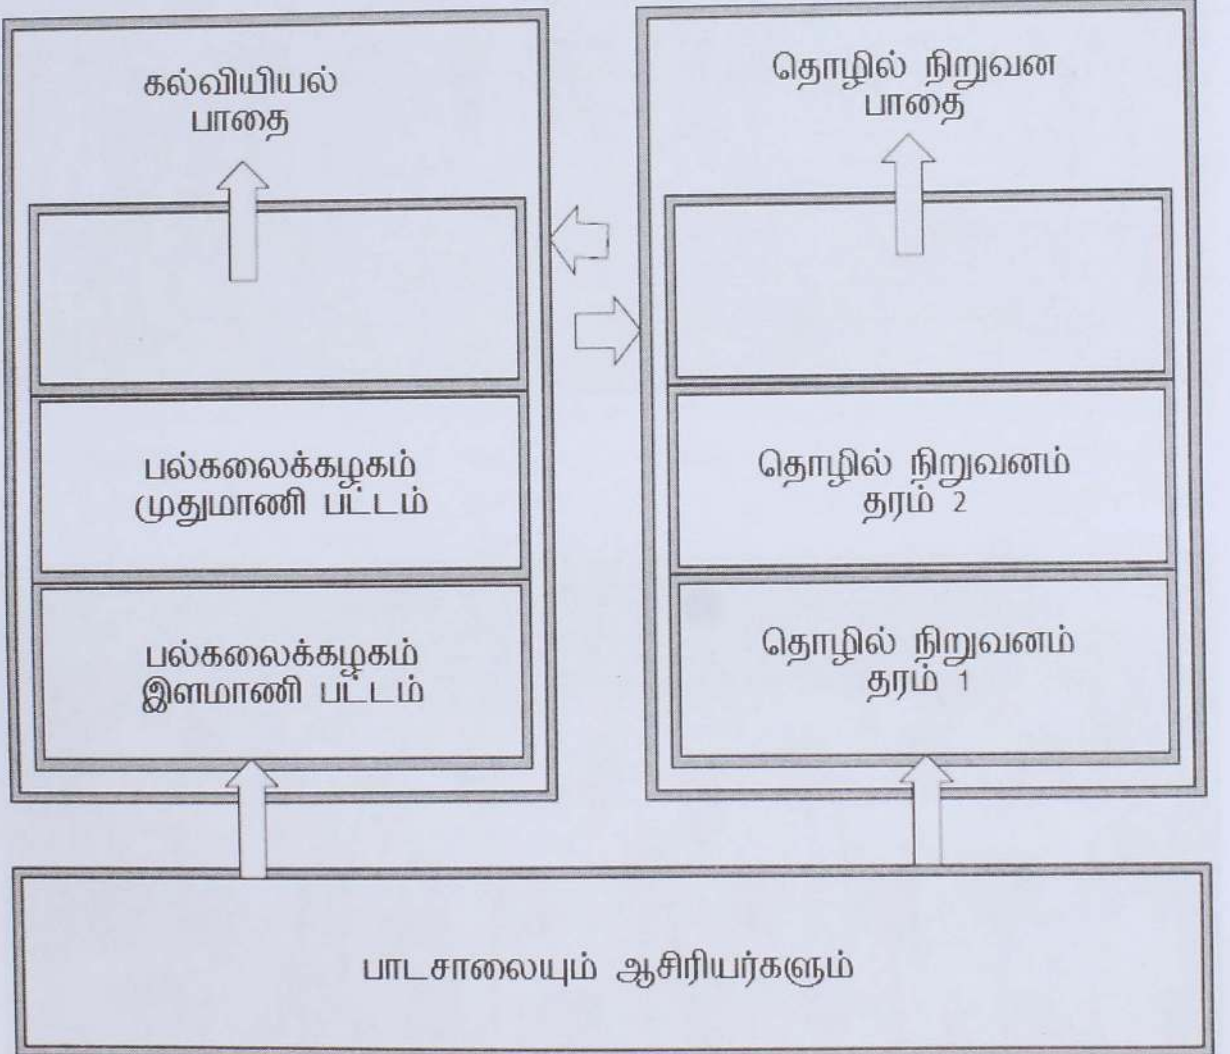 கல்வியியல்
பாதை
பல்கலைக்கழகம்
முதுமாணி பட்டம்
பல்கலைக்கழகம்
இளமாணி பட்டம்
தொழில் நிறுவன
பாதை
தொழில் நிறுவனம்
தரம் 2
தொழில் நிறுவனம்
தரம் 1
பாடசாலையும் ஆசிரியர்களும்